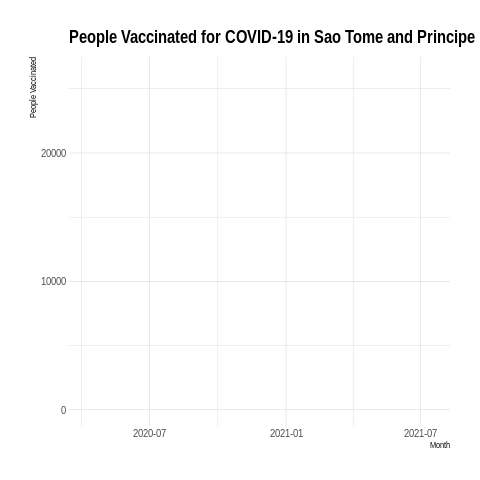 People Vaccinated for COVID-19 in Sao Tome and Principe
People Vaccinated
20000
10000
0
2020-07 2021-01 2021-07
Month